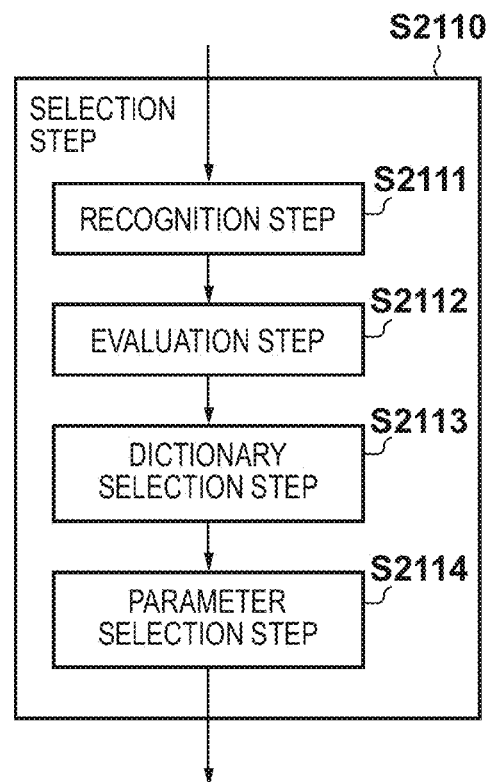 S2110
SELECTION
STEP
S2111
RECOGNITION STEP
S2112
EVALUATION STEP
S2113
DICTIONARY
SELECTION STEP
S2114
PARAMETER
SELECTION STEP